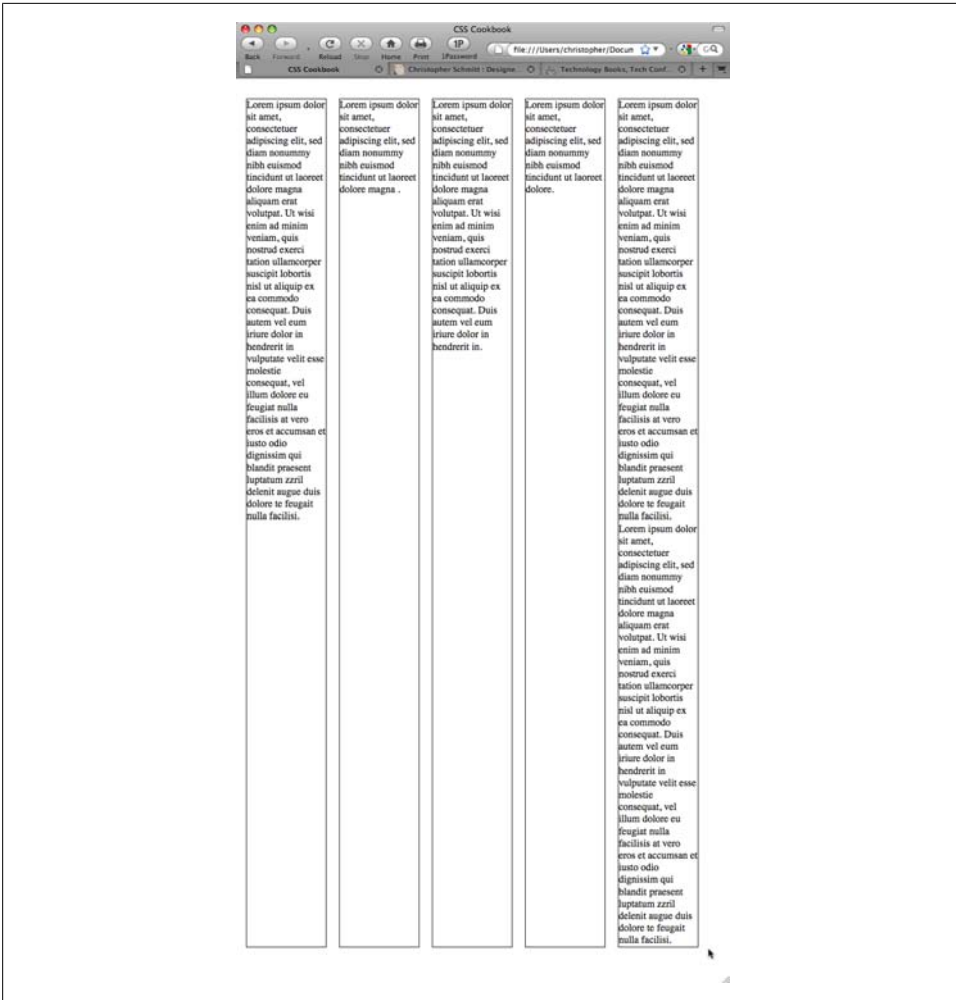 CSS Cookbook
1P
Back Forward Reload Stop Home Print 1Password
file:///Users/christopher/Docum
CSS Cookbook
Christopher Schmitt : Designe...
Technology Books, Tech Conf...
Lorem ipsum dolor
sit amet,
consectetuer
adipiscing elit, sed
diam nonummy
nibh euismod
tincidunt ut laoreet
dolore magna
aliquam erat
volutpat. Ut wisi
enim ad minim
veniam, quis
nostrud exerci
tation ullamcorper
suscipit lobortis
nisl ut aliquip ex
ea commodo
consequat. Duis
autem vel eum
iriure dolor in
hendrerit in
vulputate velit esse
molestie
consequat, vel
illum dolore eu
feugiat nulla
facilisis at vero
eros et accumsan et
iusto odio
dignissim qui
blandit praesent
luptatum zzril
delenit augue duis
dolore te feugait
nulla facilisi.
Lorem ipsum dolor
sit amet,
consectetuer
adipiscing elit, sed
diam nonummy
nibh euismod
tincidunt ut laoreet
dolore magna .
Lorem ipsum dolor
sit amet,
consectetuer
adipiscing elit, sed
diam nonummy
nibh euismod
tincidunt ut laoreet
dolore magna
aliquam erat
volutpat. Ut wisi
enim ad minim
veniam, quis
nostrud exerci
tation ullamcorper
suscipit lobortis
nisl ut aliquip ex
ea commodo
consequat. Duis
autem vel eum
iriure dolor in
hendrerit in.
Lorem ipsum dolor
sit amet,
consectetuer
adipiscing elit, sed
diam nonummy
nibh euismod
tincidunt ut laoreet
dolore.
Lorem ipsum dolor
sit amet,
consectetuer
adipiscing elit, sed
diam nonummy
nibh euismod
tincidunt ut laoreet
dolore magna
aliquam erat
volutpat. Ut wisi
enim ad minim
veniam, quis
nostrud exerci
tation ullamcorper
suscipit lobortis
nisl ut aliquip ex
ea commodo
consequat. Duis
autem vel eum
iriure dolor in
hendrerit in
vulputate velit esse
molestie
consequat, vel
illum dolore eu
feugiat nulla
facilisis at vero
eros et accumsan et
iusto odio
dignissim qui
blandit praesent
luptatum zzril
delenit augue duis
dolore te feugait
nulla facilisi.
Lorem ipsum dolor
sit amet,
consectetuer
adipiscing elit, sed
diam nonummy
nibh euismod
tincidunt ut laoreet
dolore magna
aliquam erat
volutpat. Ut wisi
enim ad minim
veniam, quis
nostrud exerci
tation ullamcorper
suscipit lobortis
nisl ut aliquip ex
ea commodo
consequat. Duis
autem vel eum
iriure dolor in
hendrerit in
vulputate velit esse
molestie
consequat, vel
illum dolore eu
feugiat nulla
facilisis at vero
eros et accumsan et
iusto odio
dignissim qui
blandit praesent
luptatum zzril
delenit augue duis
dolore te feugait
nulla facilisi.